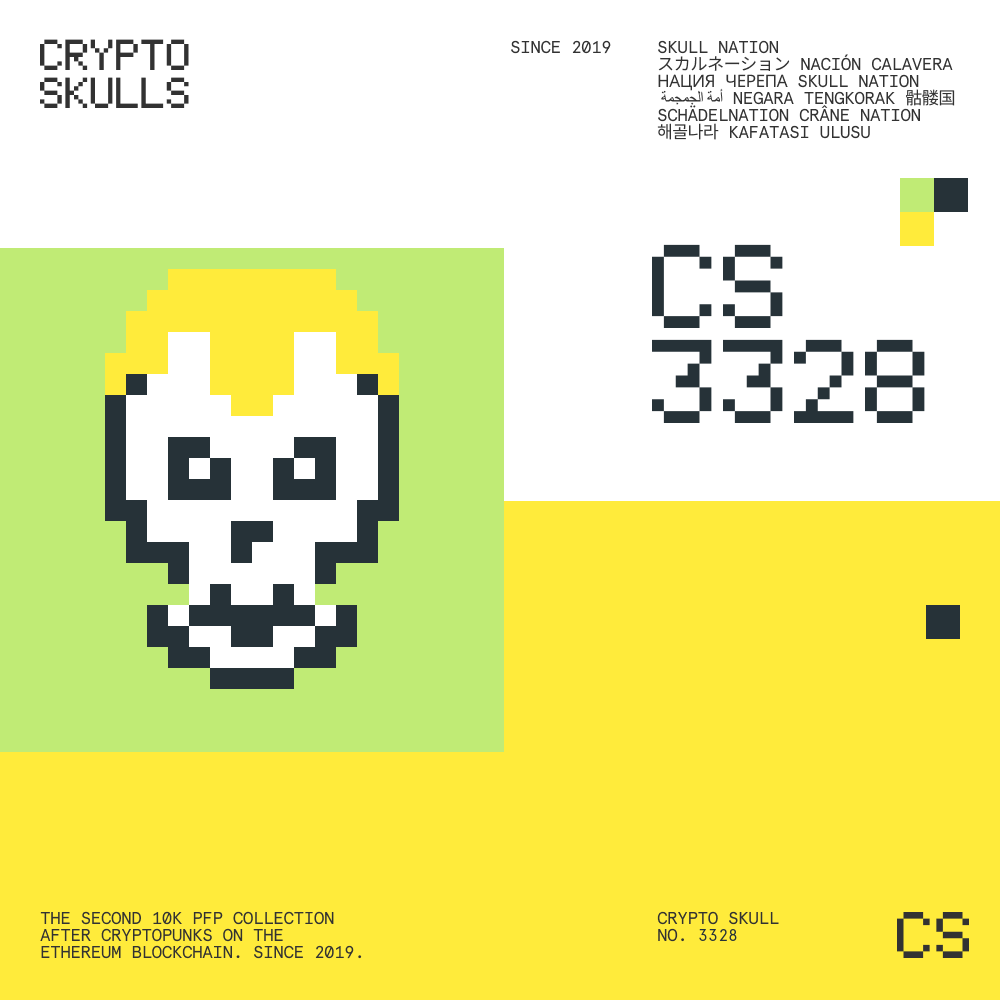 CRYPTO
SKULLS
SINCE 2019
SKULL NATION
スカルネーション NACIÓN CALAVERA
НАЦИЯ ЧЕРЕПА SKULL NATION
أمة الجمجمة NEGARA TENGKORAK 骷髅国
SCHÄDELNATION CRÂNE NATION
해골나라 KAFATASI ULUSU
CS
3328
THE SECOND 10K PFP COLLECTION
AFTER CRYPTOPUNKS ON THE
ETHEREUM BLOCKCHAIN. SINCE 2019.
CRYPTO SKULL
NO. 3328
CS